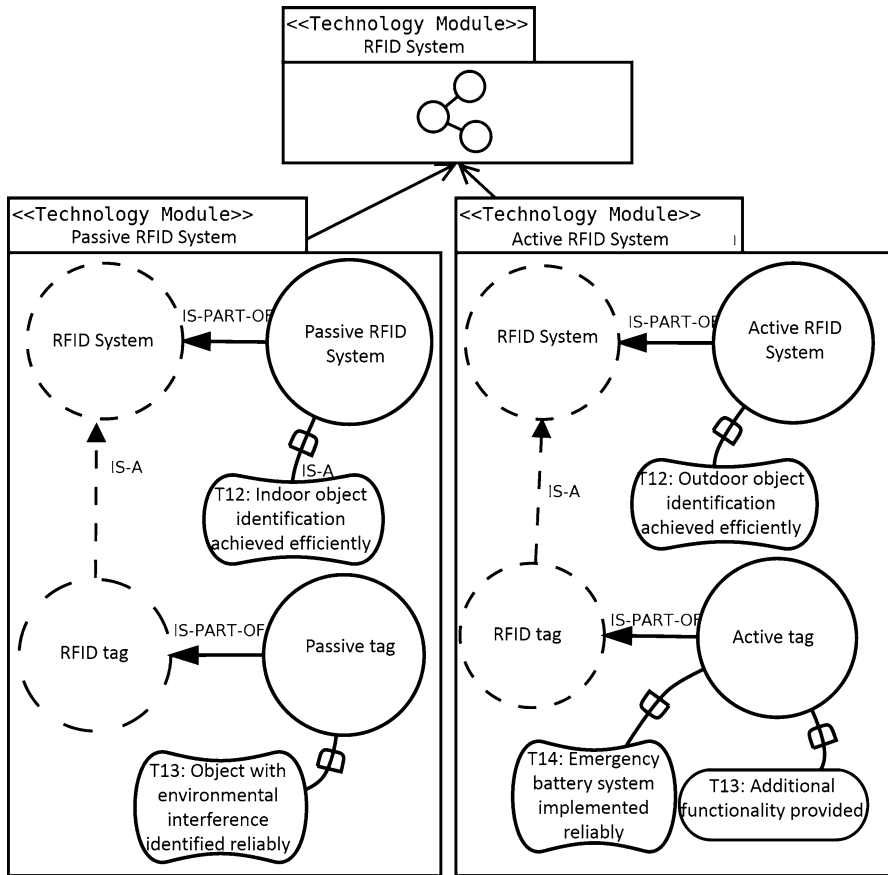 <<Technology Module>>
RFID System
<<Technology Module>>
Passive RFID System
RFID System
IS-PART-OF
Passive RFID
System
IS-A
IS-A
T12: Indoor object
identification
achieved efficiently
RFID tag
IS-PART-OF
Passive tag
T13: Object with
environmental
interference
identified reliably
<<Technology Module>>
Active RFID System
RFID System
IS-PART-OF
Active RFID
System
IS-A
T12: Outdoor object
identification
achieved efficiently
RFID tag
IS-PART-OF
Active tag
T14: Emergency
battery system
implemented
reliably
T13: Additional
functionality provided